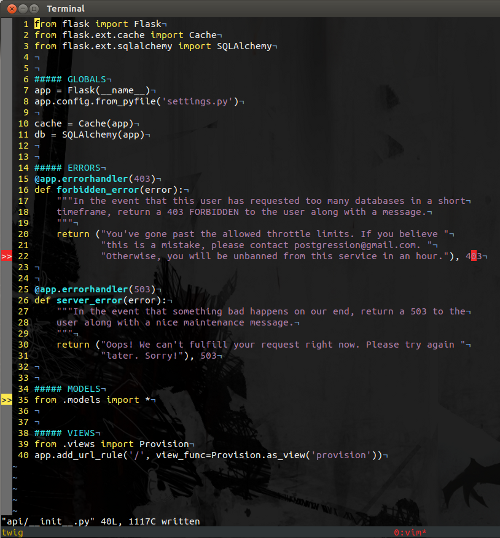 Terminal
1 from flask import Flask¬
2 from flask.ext.cache import Cache¬
3 from flask.ext.sqlalchemy import SQLAlchemy¬
4 ¬
5 ¬
6 ##### GLOBALS¬
7 app = Flask(__name__)¬
8 app.config.from_pyfile('settings.py')¬
9 ¬
10 cache = Cache(app)¬
11 db = SQLAlchemy(app)¬
12 ¬
13 ¬
14 ##### ERRORS¬
15 @app.errorhandler(403)¬
16 def forbidden_error(error):¬
17     """In the event that this user has requested too many databases in a short¬
18     timeframe, return a 403 FORBIDDEN to the user along with a message.¬
19     """¬
20     return ("You've gone past the allowed throttle limits. If you believe "¬
21             "this is a mistake, please contact postgression@gmail.com. "¬
>> 22             "Otherwise, you will be unbanned from this service in an hour."), 403¬
23 ¬
24 ¬
25 @app.errorhandler(503)¬
26 def server_error(error):¬
27     """In the event that something bad happens on our end, return a 503 to the¬
28     user along with a nice maintenance message.¬
29     """¬
30     return ("Oops! We can't fulfill your request right now. Please try again "¬
31             "later. Sorry!"), 503¬
32 ¬
33 ¬
34 ##### MODELS¬
>> 35 from .models import *¬
36 ¬
37 ¬
38 ##### VIEWS¬
39 from .views import Provision¬
40 app.add_url_rule('/', view_func=Provision.as_view('provision'))¬
~
~
~
~
~
"api/__init__.py" 40L, 1117C written
twig 0:vim*